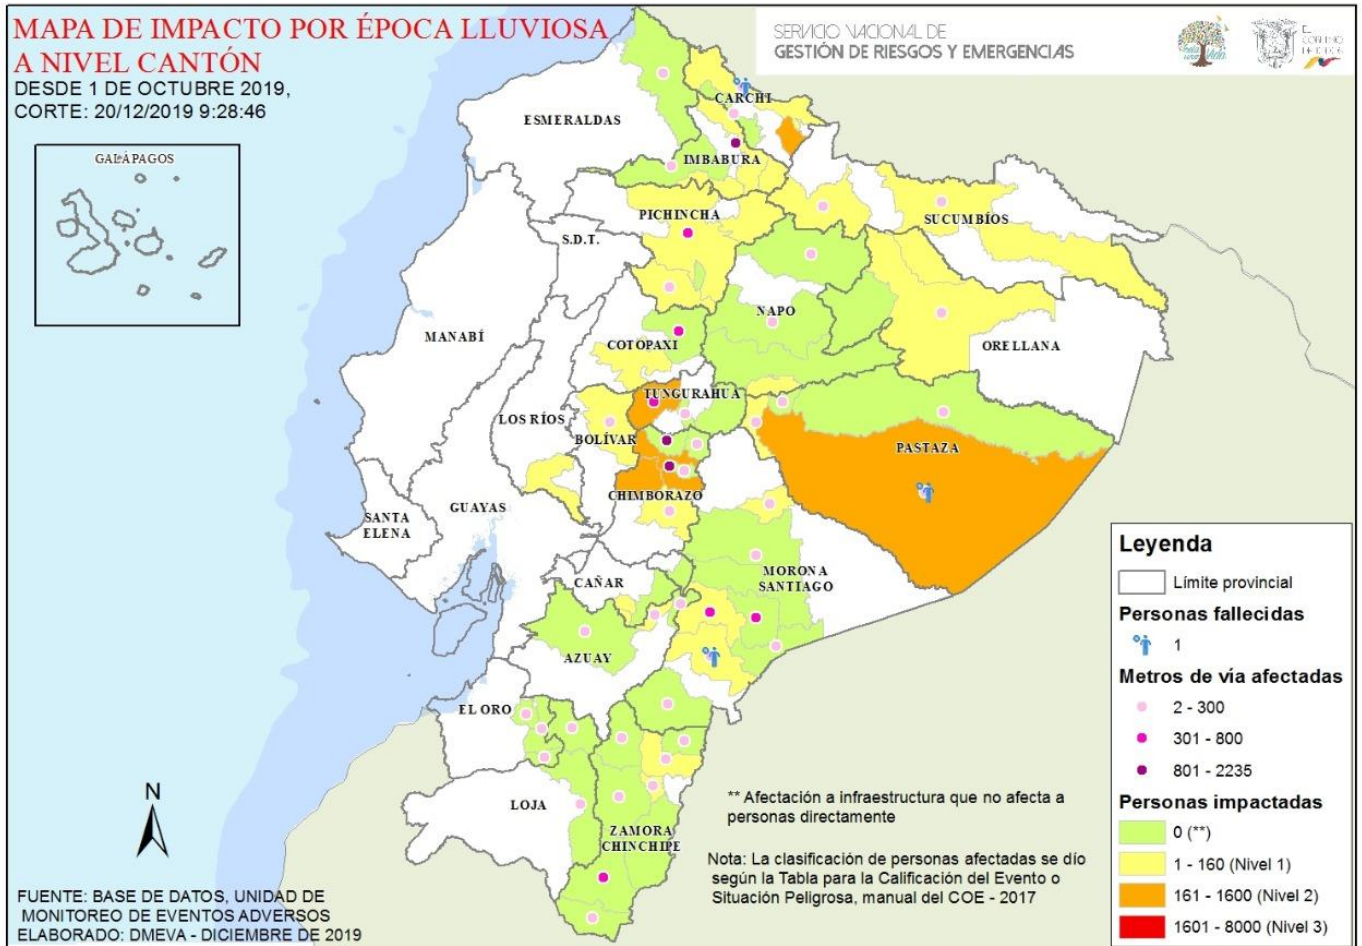 MAPA DE IMPACTO POR ÉPOCA LLUVIOSA
A NIVEL CANTÓN
DESDE 1 DE OCTUBRE 2019,
CORTE: 20/12/2019 9:28:46
SERVICIO NACIONAL DE
GESTIÓN DE RIESGOS Y EMERGENCIAS
GALÁPAGOS
ESMERALDAS
CARCHI
IMBABURA
PICHINCHA
SUCUMBÍOS
S.D.T.
NAPO
MANABÍ
COTOPAXI
ORELLANA
TUNGURAHUA
LOS RÍOS
BOLÍVAR
PASTAZA
CHIMBORAZO
GUAYAS
SANTA
ELENA
CAÑAR
MORONA
SANTIAGO
AZUAY
EL ORO
LOJA
ZAMORA
CHINCHIPE
N
** Afectación a infraestructura que no afecta a
personas directamente
Nota: La clasificación de personas afectadas se dío
según la Tabla para la Calificación del Evento o
Situación Peligrosa, manual del COE - 2017
FUENTE: BASE DE DATOS, UNIDAD DE
MONITOREO DE EVENTOS ADVERSOS
ELABORADO: DMEVA - DICIEMBRE DE 2019
Leyenda
Límite provincial
Personas fallecidas
1
Metros de vía afectadas
2 - 300
301 - 800
801 - 2235
Personas impactadas
0 (**)
1 - 160 (Nivel 1)
161 - 1600 (Nivel 2)
1601 - 8000 (Nivel 3)